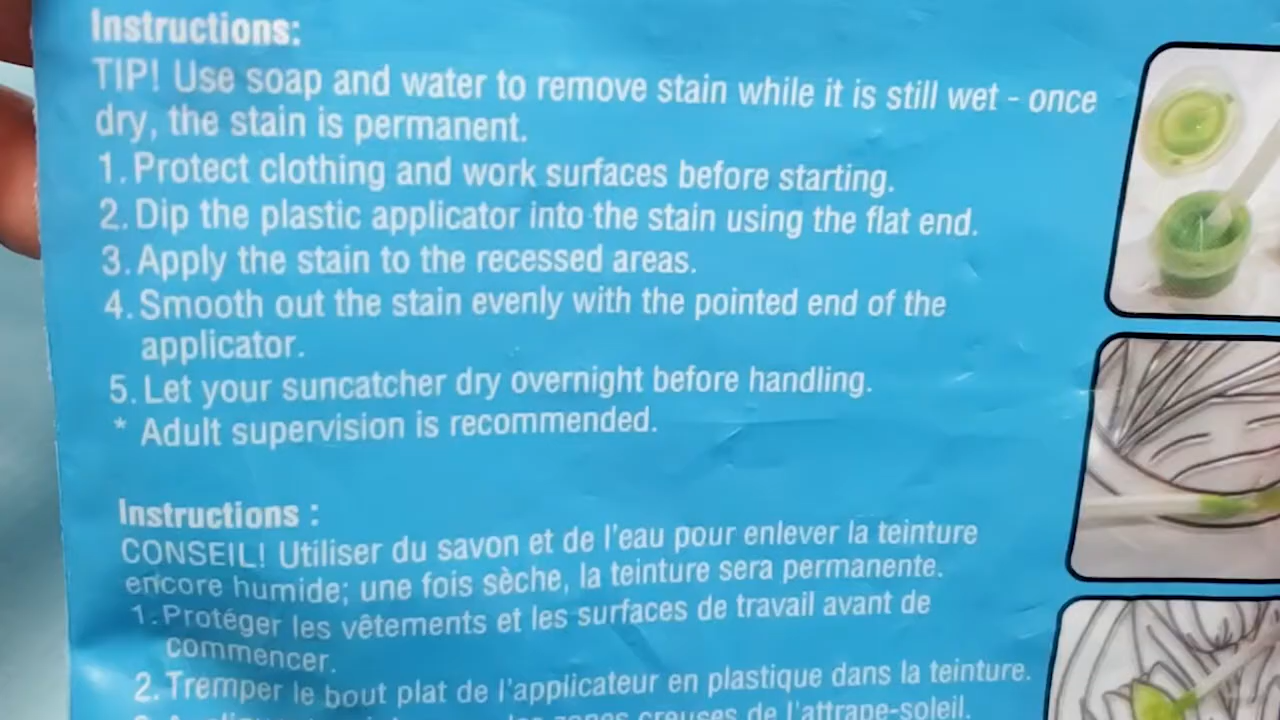 Instructions:
TIP! Use soap and water to remove stain while it is still wet - once
dry, the stain is permanent.
1. Protect clothing and work surfaces before starting.
2. Dip the plastic applicator into the stain using the flat end.
3. Apply the stain to the recessed areas.
4. Smooth out the stain evenly with the pointed end of the
applicator.
5. Let your suncatcher dry overnight before handling.
* Adult supervision is recommended.
Instructions :
CONSEIL! Utiliser du savon et de l'eau pour enlever la teinture
encore humide; une fois sèche, la teinture sera permanente.
1. Protéger les vêtements et les surfaces de travail avant de
commencer.
2. Tremper le bout plat de l'applicateur en plastique dans la teinture.
zones creuses de l'attrape-soleil.